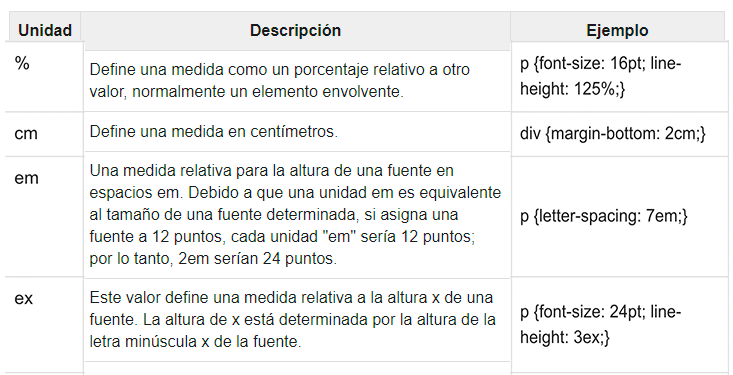 Unidad Descripción Ejemplo
%
Define una medida como un porcentaje relativo a otro
valor, normalmente un elemento envolvente.
p {font-size: 16pt; line-
height: 125%;}
cm
Define una medida en centímetros.
div {margin-bottom: 2cm;}
em
Una medida relativa para la altura de una fuente en
espacios em. Debido a que una unidad em es equivalente
al tamaño de una fuente determinada, si asigna una
fuente a 12 puntos, cada unidad "em" sería 12 puntos;
por lo tanto, 2em serían 24 puntos.
p {letter-spacing: 7em;}
ex
Este valor define una medida relativa a la altura x de una
fuente. La altura de x está determinada por la altura de la
letra minúscula x de la fuente.
p {font-size: 24pt; line-
height: 3ex;}